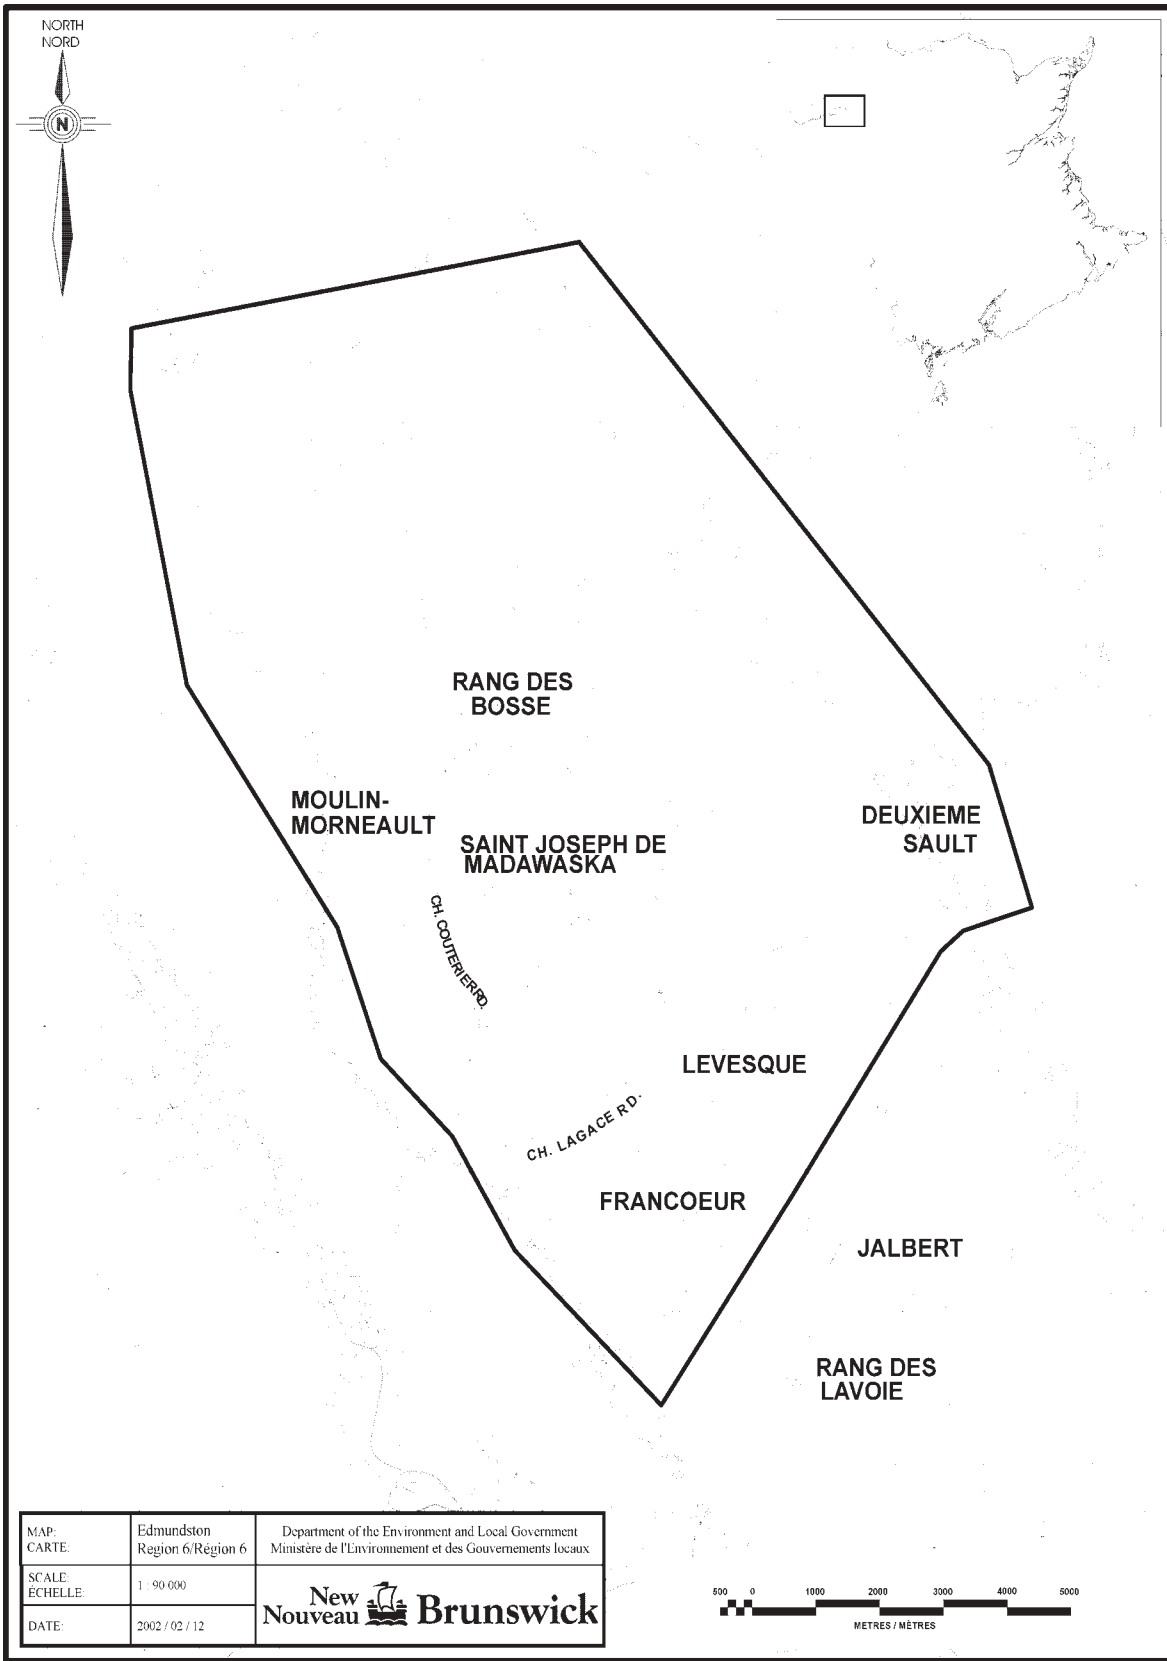 NORTH
NORD
N
RANG DES
BOSSE
MOULIN-
MORNEAULT
SAINT JOSEPH DE
MADAWASKA
DEUXIEME
SAULT
CH. COUTERIER RD.
LEVESQUE
CH. LAGACE RD.
FRANCOEUR
JALBERT
RANG DES
LAVOIE
MAP:
CARTE:
Edmundston
Region 6/Région 6
Department of the Environment and Local Government
Ministère de l'Environnement et des Gouvernements locaux
SCALE:
ÉCHELLE:
1 : 90 000
New
Nouveau Brunswick
DATE:
2002 / 02 / 12
500 0 1000 2000 3000 4000 5000
METRES / MÈTRES